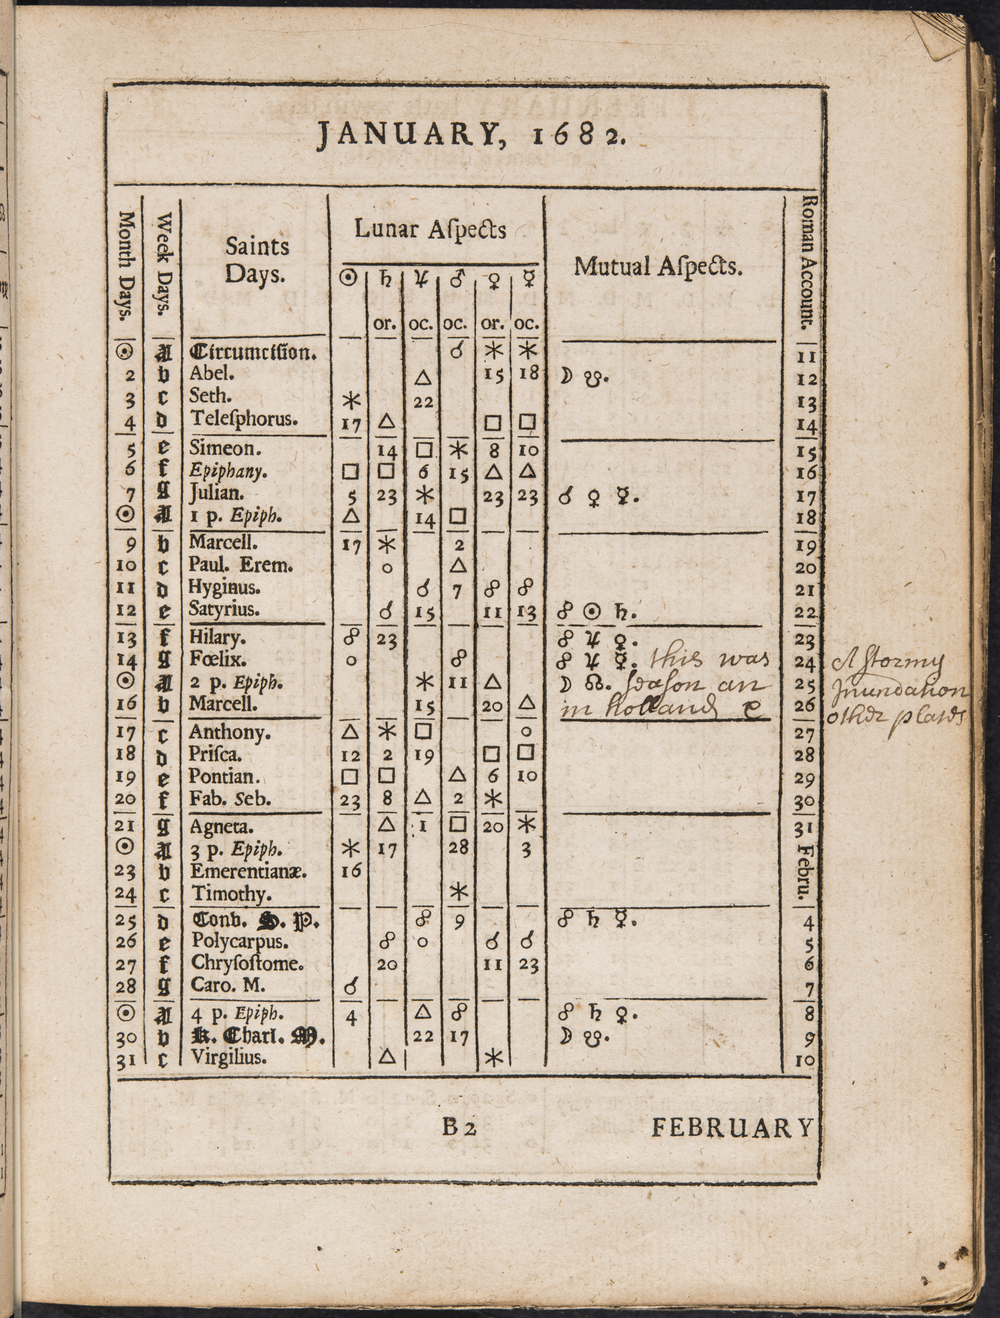 JANUARY, 1682.
Month Days. Week Days. Saints Days. Lunar Aſpects Mutual Aſpects. Roman Account.
☉ ♄ ♃ ♂ ♀ ☿
or. oc. oc. or. oc.
☉ a Circumciſion. ☌ ⚹ ⚹ 11
2 b Abel. △ 15 18 ☽ ☋. 12
3 c Seth. ⚹ 22 13
4 d Teleſphorus. 17 △ □ □ 14
5 e Simeon. 14 □ ⚹ 8 10 15
6 f Epiphany. □ □ 6 15 △ △ 16
7 g Julian. 5 23 ⚹ 23 23 ☌ ♀ ☿. 17
☉ a 1 p. Epiph. △ 14 □ 18
9 b Marcell. 17 ⚹ 2 19
10 c Paul. Erem. 0 △ 20
11 d Hyginus. ☌ 7 ☍ ☍ 21
12 e Satyrius. ☌ 15 11 13 ☍ ☉ ♄. 22
13 f Hilary. ☍ 23 ☍ ♃ ♀. 23
14 g Fœlix. 0 ☍ ☍ ♃ ☿. this was 24 A stormy
☉ a 2 p. Epiph. ⚹ 11 △ ☽ ☊. season an 25 Inundation
16 b Marcell. 15 20 △ in holland & 26 other places
17 c Anthony. △ ⚹ □ 0 27
18 d Priſca. 12 2 19 □ □ 28
19 e Pontian. □ □ △ 6 10 29
20 f Fab. Seb. 23 8 △ 2 ⚹ 30
21 g Agneta. △ 1 □ 20 ⚹ 31
☉ a 3 p. Epiph. ⚹ 17 28 3 Febru.
23 b Emerentianæ. 16
24 c Timothy. ⚹
25 d Conv. S. P. ☍ 9 ☍ ♄ ☿. 4
26 e Polycarpus. ☍ 0 ☌ ☌ 5
27 f Chryſoſtome. 20 11 23 6
28 g Caro. M. ☌ 7
☉ a 4 p. Epiph. 4 △ ☍ ☍ ♄ ♀. 8
30 b K. Charl. M. 22 17 ☽ ☋. 9
31 c Virgilius. △ ⚹ 10
B 2 FEBRUARY